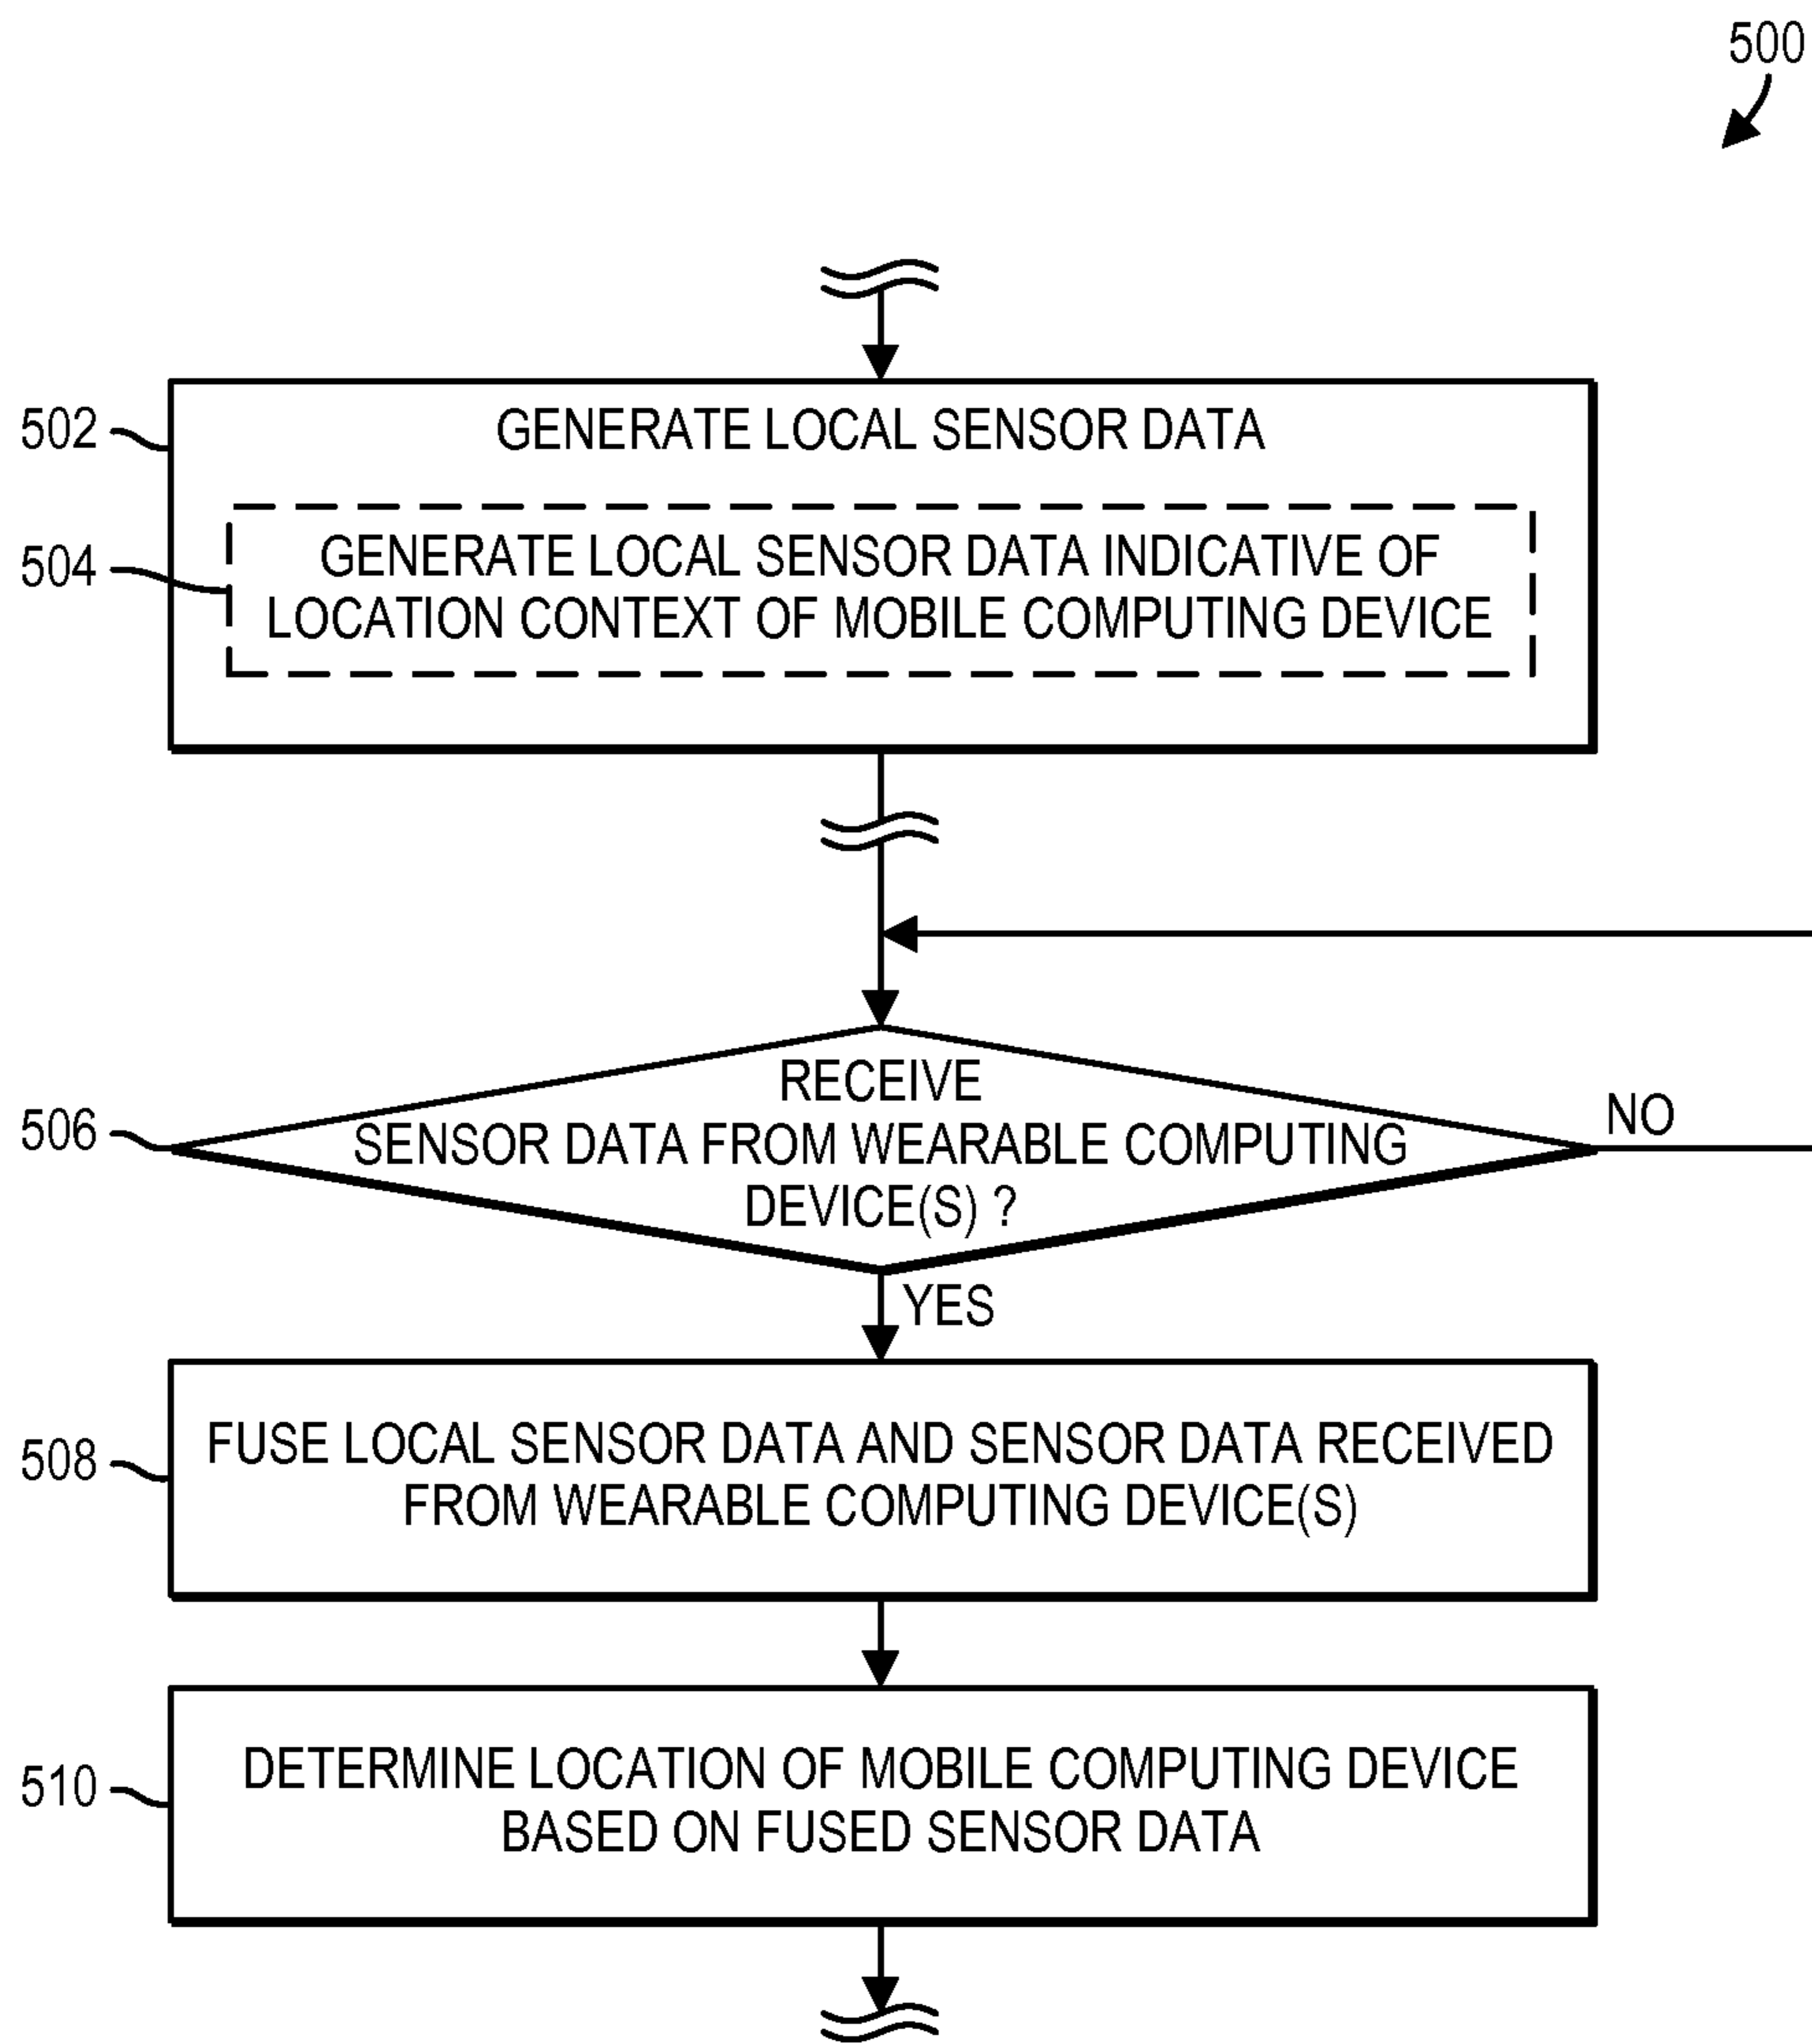 500
502
GENERATE LOCAL SENSOR DATA
504
GENERATE LOCAL SENSOR DATA INDICATIVE OF
LOCATION CONTEXT OF MOBILE COMPUTING DEVICE
506
RECEIVE
SENSOR DATA FROM WEARABLE COMPUTING
DEVICE(S) ?
NO
YES
508
FUSE LOCAL SENSOR DATA AND SENSOR DATA RECEIVED
FROM WEARABLE COMPUTING DEVICE(S)
510
DETERMINE LOCATION OF MOBILE COMPUTING DEVICE
BASED ON FUSED SENSOR DATA